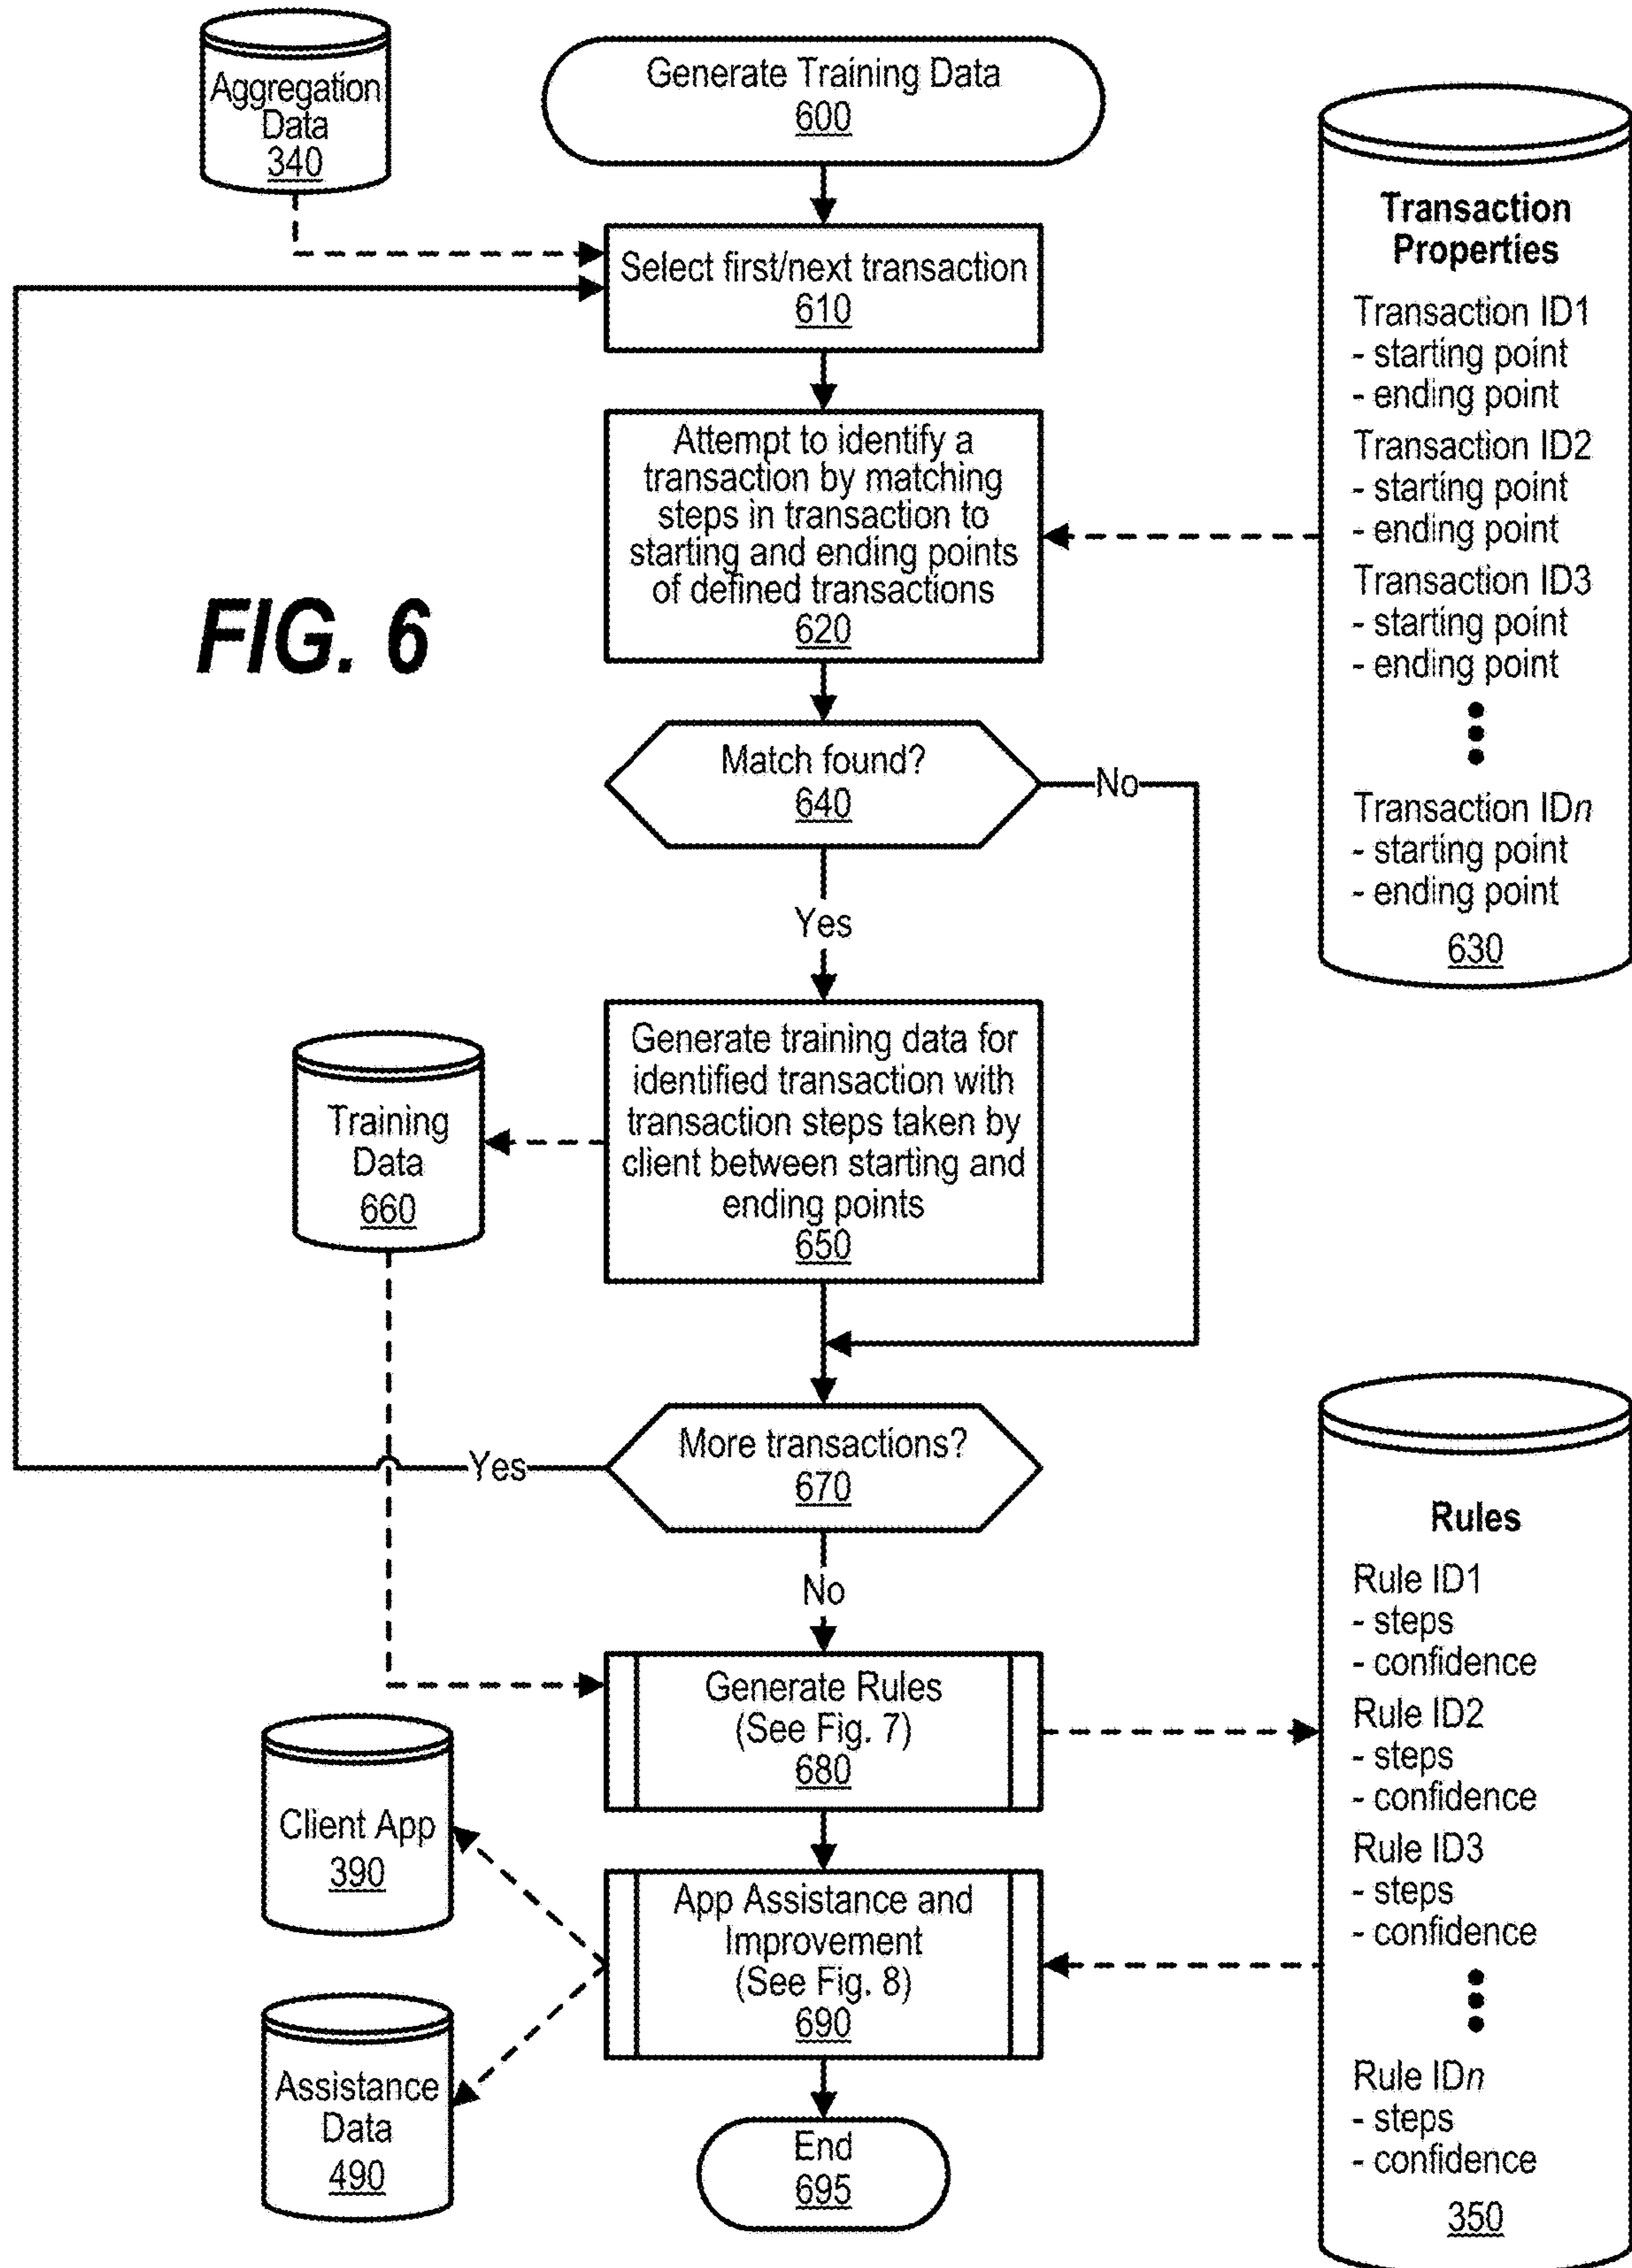 Aggregation
Data
340
Generate Training Data
600
Select first/next transaction
610
Attempt to identify a
transaction by matching
steps in transaction to
starting and ending points
of defined transactions
620
Transaction
Properties
Transaction ID1
- starting point
- ending point
Transaction ID2
- starting point
- ending point
Transaction ID3
- starting point
- ending point
Transaction IDn
- starting point
- ending point
630
FIG. 6
Match found?
640
No
Yes
Generate training data for
identified transaction with
transaction steps taken by
client between starting and
ending points
650
Training
Data
660
More transactions?
670
Yes
No
Generate Rules
(See Fig. 7)
680
Rules
Rule ID1
- steps
- confidence
Rule ID2
- steps
- confidence
Rule ID3
- steps
- confidence
Rule IDn
- steps
- confidence
350
Client App
390
App Assistance and
Improvement
(See Fig. 8)
690
Assistance
Data
490
End
695